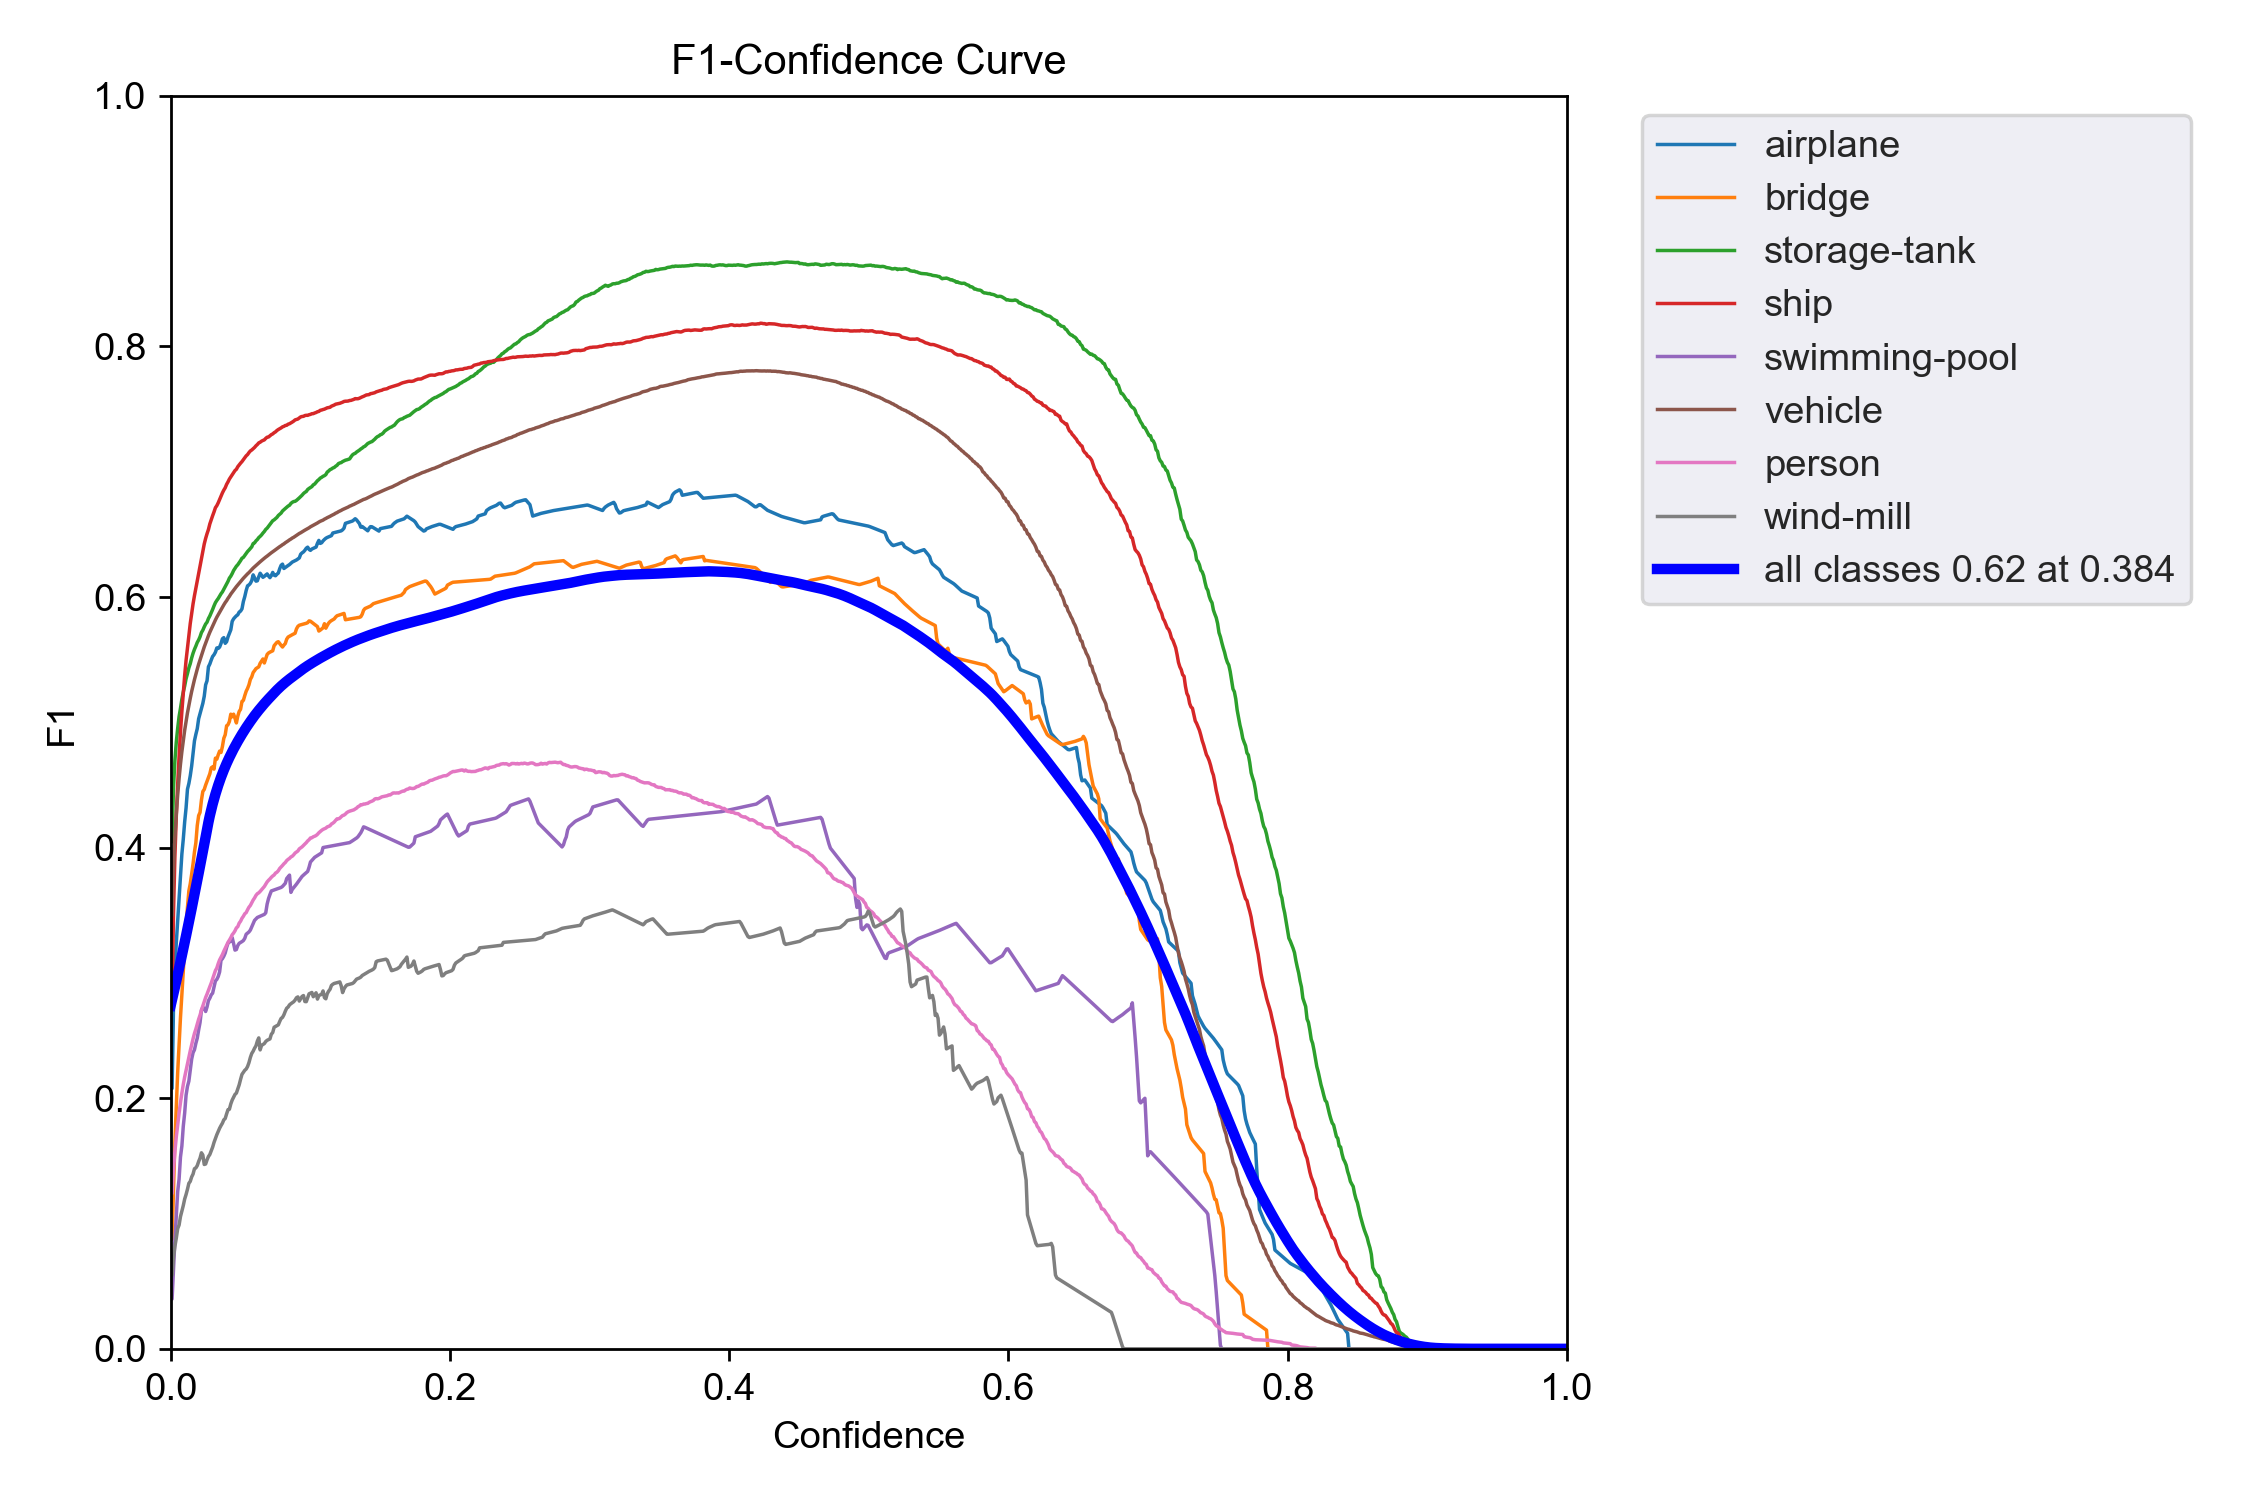 F1-Confidence Curve
1.0
0.8
0.6
0.4
0.2
0.0
F1
0.0 0.2 0.4 0.6 0.8 1.0
Confidence
airplane
bridge
storage-tank
ship
swimming-pool
vehicle
person
wind-mill
all classes 0.62 at 0.384